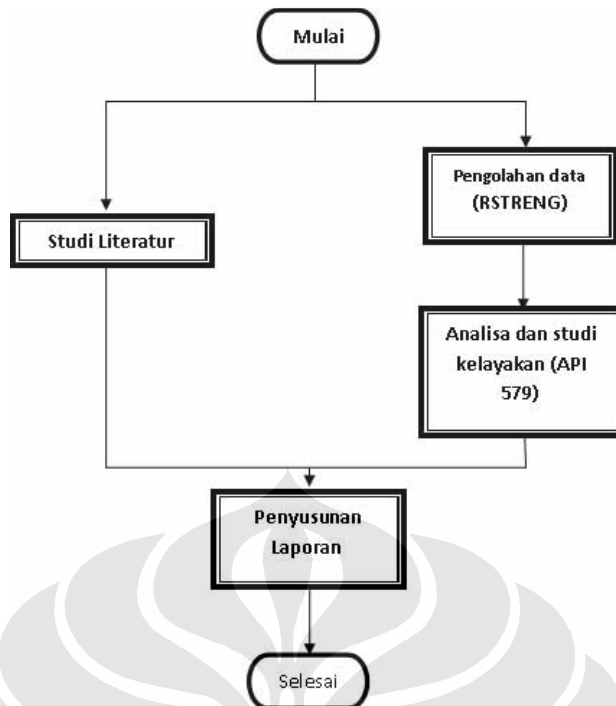 Mulai
Pengolahan data
(RSTRENG)
Studi Literatur
Analisa dan studi
kelayakan (API
579)
Penyusunan
Laporan
Selesai